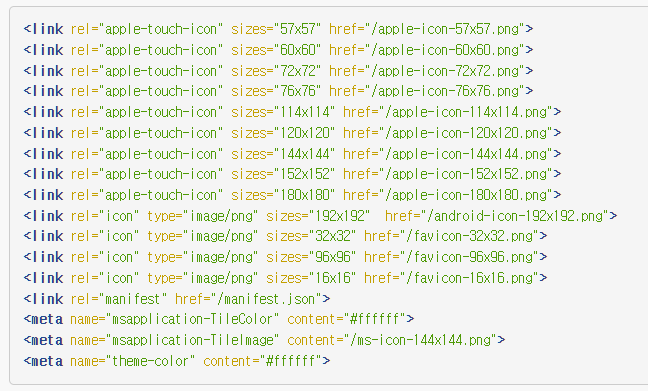 <link rel="apple-touch-icon" sizes="57x57" href="/apple-icon-57x57.png">
<link rel="apple-touch-icon" sizes="60x60" href="/apple-icon-60x60.png">
<link rel="apple-touch-icon" sizes="72x72" href="/apple-icon-72x72.png">
<link rel="apple-touch-icon" sizes="76x76" href="/apple-icon-76x76.png">
<link rel="apple-touch-icon" sizes="114x114" href="/apple-icon-114x114.png">
<link rel="apple-touch-icon" sizes="120x120" href="/apple-icon-120x120.png">
<link rel="apple-touch-icon" sizes="144x144" href="/apple-icon-144x144.png">
<link rel="apple-touch-icon" sizes="152x152" href="/apple-icon-152x152.png">
<link rel="apple-touch-icon" sizes="180x180" href="/apple-icon-180x180.png">
<link rel="icon" type="image/png" sizes="192x192"  href="/android-icon-192x192.png">
<link rel="icon" type="image/png" sizes="32x32" href="/favicon-32x32.png">
<link rel="icon" type="image/png" sizes="96x96" href="/favicon-96x96.png">
<link rel="icon" type="image/png" sizes="16x16" href="/favicon-16x16.png">
<link rel="manifest" href="/manifest.json">
<meta name="msapplication-TileColor" content="#ffffff">
<meta name="msapplication-TileImage" content="/ms-icon-144x144.png">
<meta name="theme-color" content="#ffffff">